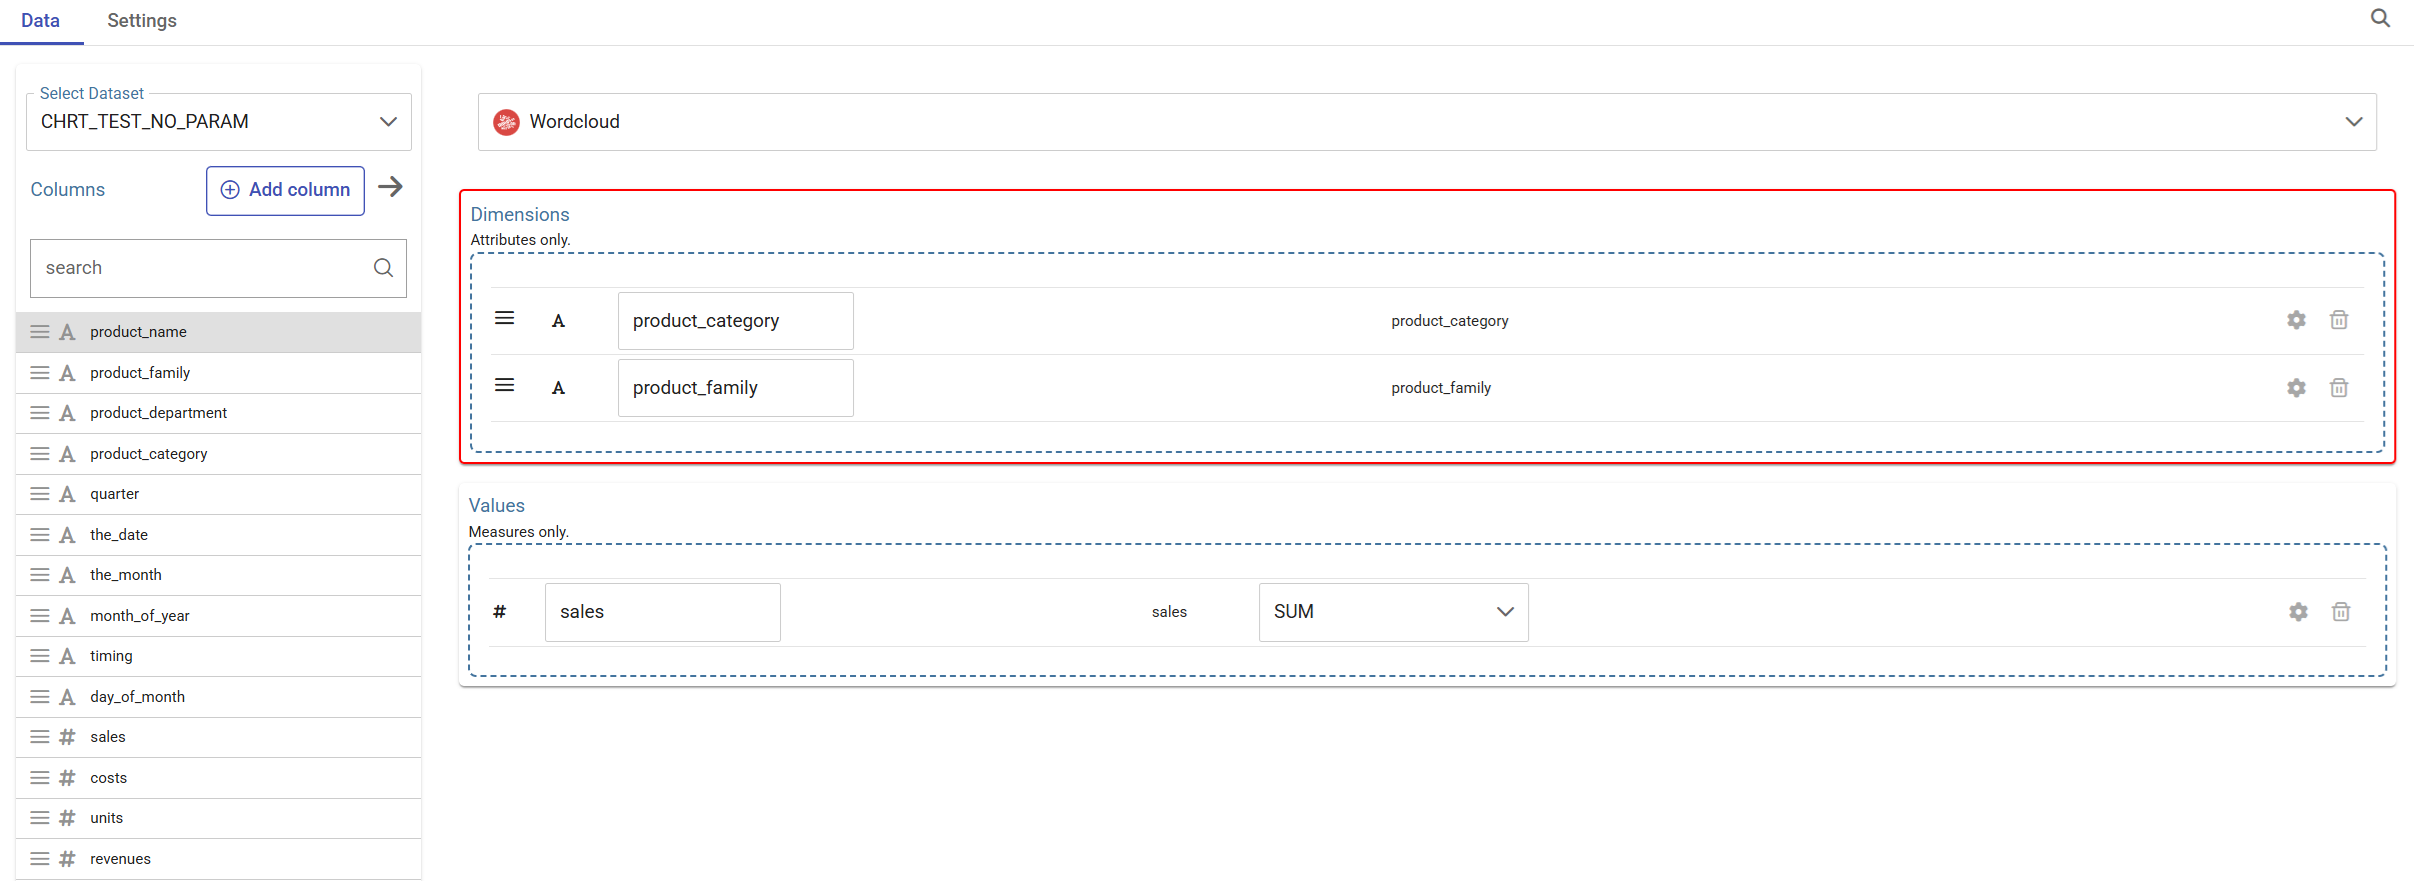 Data Settings
Select Dataset
CHRT_TEST_NO_PARAM
Columns
Add column
search
product_name
product_family
product_department
product_category
quarter
the_date
the_month
month_of_year
timing
day_of_month
sales
costs
units
revenues
Wordcloud
Dimensions
Attributes only.
A product_category product_category
A product_family product_family
Values
Measures only.
# sales sales SUM